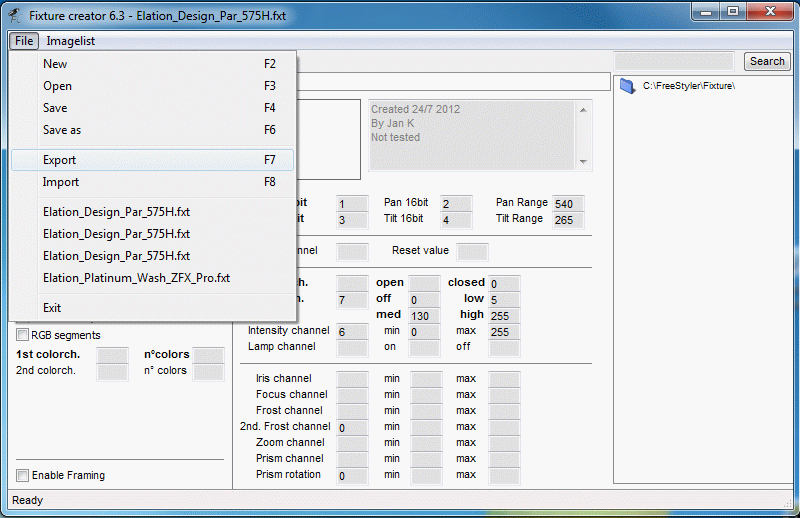 Fixture creator 6.3 - Elation_Design_Par_575H.fxt
File Imagelist
New F2
Open F3
Save F4
Save as F6
Export F7
Import F8
Elation_Design_Par_575H.fxt
Elation_Design_Par_575H.fxt
Elation_Design_Par_575H.fxt
Elation_Platinum_Wash_ZFX_Pro.fxt
Exit
Search
C:\FreeStyler\Fixture\
Created 24/7 2012
By Jan K
Not tested
bit 1 Pan 16bit 2 Pan Range 540
it 3 Tilt 16bit 4 Tilt Range 265
nnel Reset value
ch. open closed 0
h. 7 off 0 low 5
med 130 high 255
Intensity channel 6 min 0 max 255
Lamp channel on off
RGB segments
1st colorch. n°colors
2nd colorch. n° colors
Iris channel min max
Focus channel min max
Frost channel min max
2nd. Frost channel 0 min max
Zoom channel min max
Prism channel min max
Prism rotation 0 min max
Enable Framing
Ready